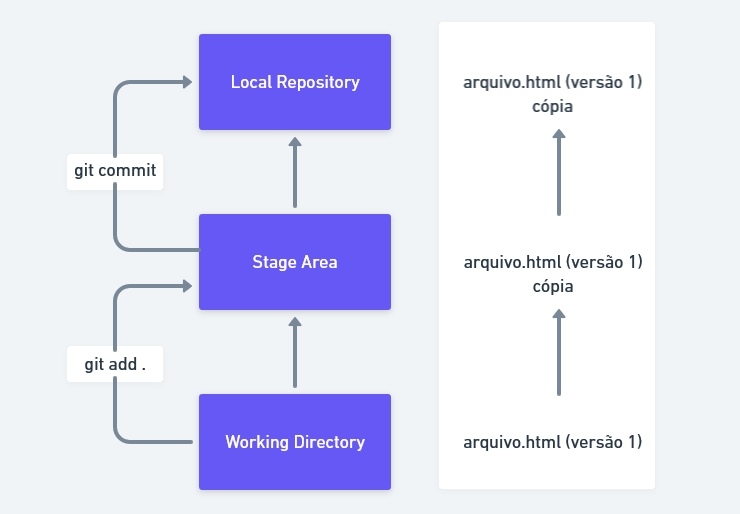 Local Repository
arquivo.html (versão 1)
cópia
git commit
Stage Area
arquivo.html (versão 1)
cópia
git add .
Working Directory
arquivo.html (versão 1)